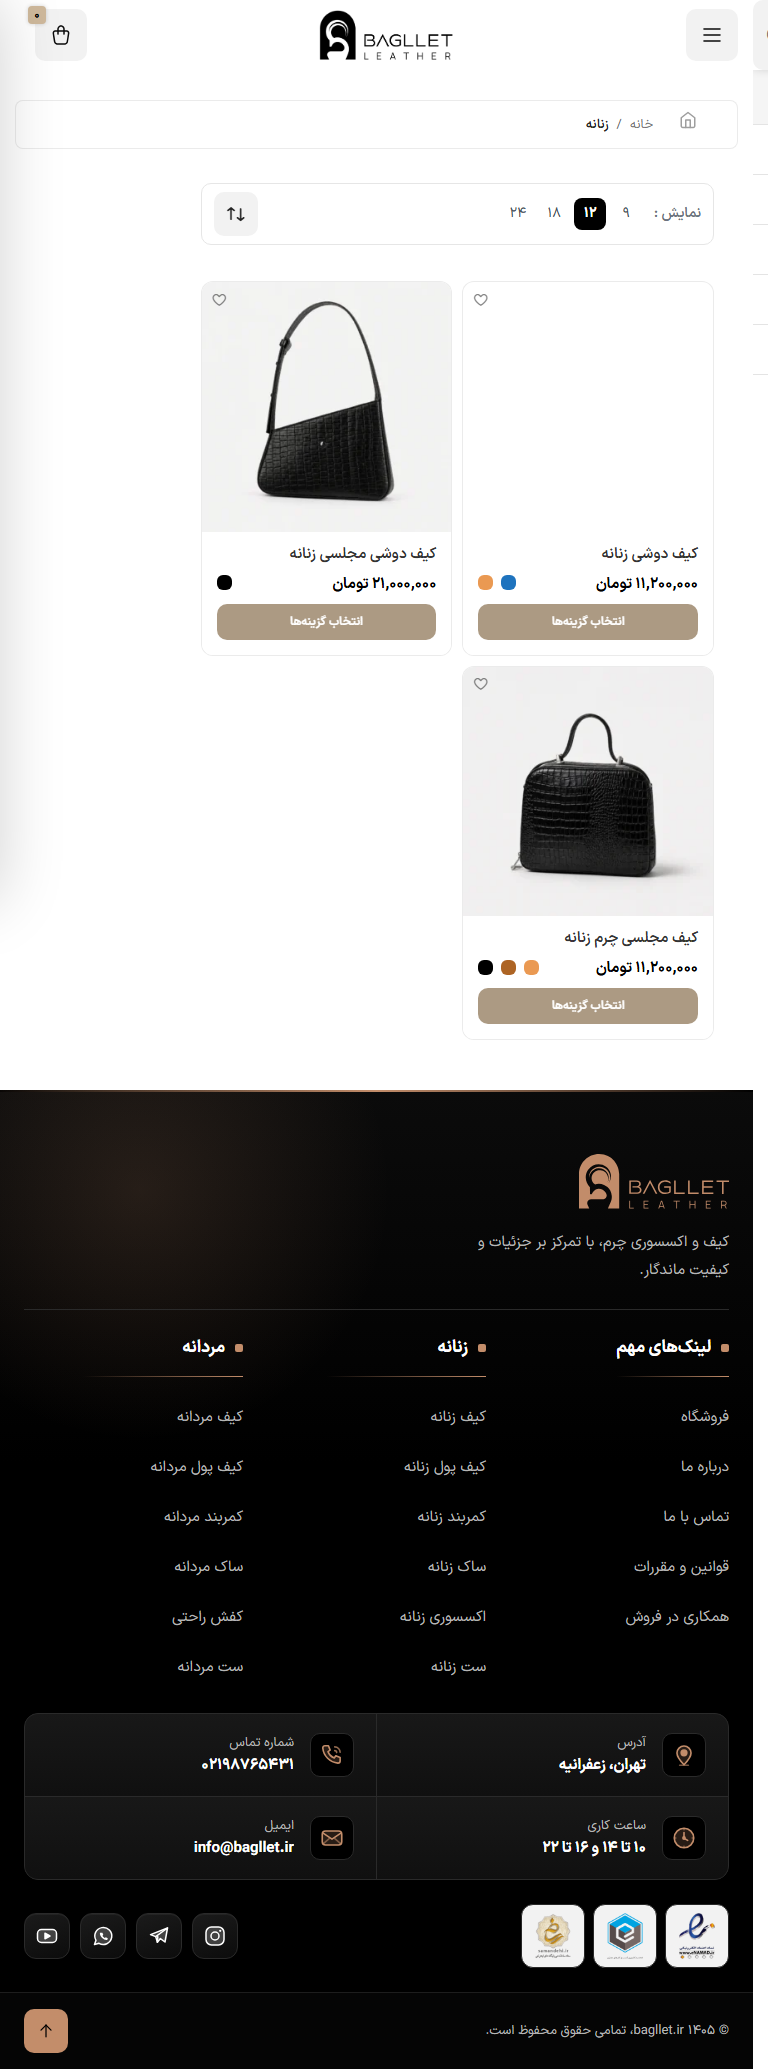 ۰
BAGLLET
LEATHER
خانه / زنانه
نمایش : ۹ ۱۲ ۱۸ ۲۴
کیف دوشی زنانه
۱۱,۲۰۰,۰۰۰ تومان
انتخاب گزینه‌ها
کیف دوشی مجلسی زنانه
۲۱,۰۰۰,۰۰۰ تومان
انتخاب گزینه‌ها
کیف مجلسی چرم زنانه
۱۱,۲۰۰,۰۰۰ تومان
انتخاب گزینه‌ها
BAGLLET
LEATHER
کیف و اکسسوری چرم، با تمرکز بر جزئیات و
کیفیت ماندگار.
لینک‌های مهم
فروشگاه
درباره ما
تماس با ما
قوانین و مقررات
همکاری در فروش
زنانه
کیف زنانه
کیف پول زنانه
کمربند زنانه
ساک زنانه
اکسسوری زنانه
ست زنانه
مردانه
کیف مردانه
کیف پول مردانه
کمربند مردانه
ساک مردانه
کفش راحتی
ست مردانه
آدرس
تهران، زعفرانیه
شماره تماس
۰۲۱۹۸۷۶۵۴۳۱
ساعت کاری
۱۰ تا ۱۴ و ۱۶ تا ۲۲
ایمیل
info@bagllet.ir
www.eNAMAD.ir
samandehi.ir
© ۱۴۰۵ bagllet.ir، تمامی حقوق محفوظ است.